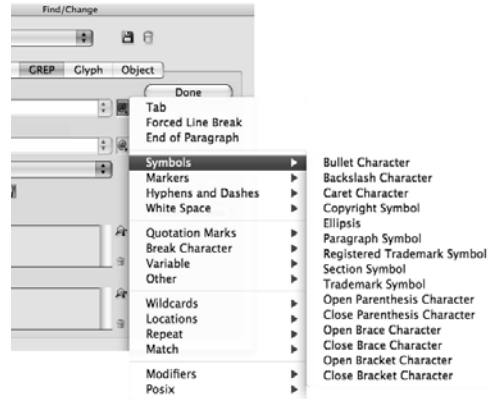 Find/Change
GREP Glyph Object
Done
Tab
Forced Line Break
End of Paragraph
Symbols
Markers
Hyphens and Dashes
White Space
Quotation Marks
Break Character
Variable
Other
Wildcards
Locations
Repeat
Match
Modifiers
Posix
Bullet Character
Backslash Character
Caret Character
Copyright Symbol
Ellipsis
Paragraph Symbol
Registered Trademark Symbol
Section Symbol
Trademark Symbol
Open Parenthesis Character
Close Parenthesis Character
Open Brace Character
Close Brace Character
Open Bracket Character
Close Bracket Character